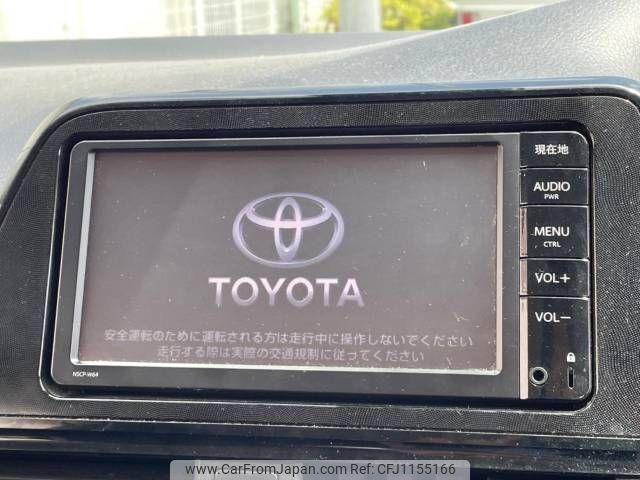 現在地
AUDIO
PWR
MENU
CTRL
VOL+
VOL−
TOYOTA
安全運転のために運転される方は走行中に操作しないでください
走行する際は実際の交通規制に従ってください
NSCP-W64
www.CarFromJapan.com | Ref:CFJ1155166